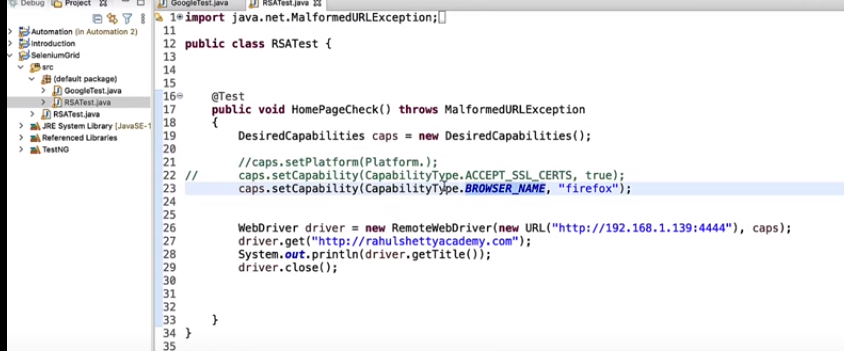 Debug Project
Automation (in Automation 2)
Introduction
SeleniumGrid
src
(default package)
GoogleTest.java
RSATest.java
RSATest.java
JRE System Library [JavaSE-1
Referenced Libraries
TestNG
GoogleTest.java RSATest.java
1 import java.net.MalformedURLException;
11
12 public class RSATest {
13
14
15
16 @Test
17 public void HomePageCheck() throws MalformedURLException
18 {
19 DesiredCapabilities caps = new DesiredCapabilities();
20
21 //caps.setPlatform(Platform.);
22 // caps.setCapability(CapabilityType.ACCEPT_SSL_CERTS, true);
23 caps.setCapability(CapabilityType.BROWSER_NAME, "firefox");
24
25
26 WebDriver driver = new RemoteWebDriver(new URL("http://192.168.1.139:4444"), caps);
27 driver.get("http://rahulshettyacademy.com");
28 System.out.println(driver.getTitle());
29 driver.close();
30
31
32
33 }
34 }
35